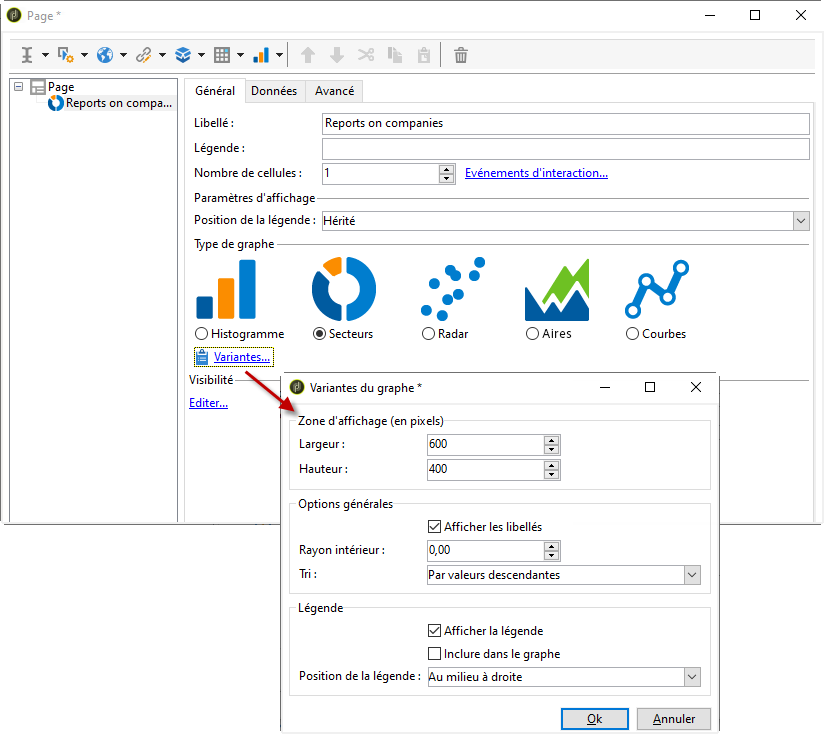 Page *
Page
Reports on compa...
Général Données Avancé
Libellé : Reports on companies
Légende :
Nombre de cellules : 1 Evénements d'interaction...
Paramètres d'affichage
Position de la légende : Hérité
Type de graphe
Histogramme Secteurs Radar Aires Courbes
Variantes...
Visibilité
Editer...
Variantes du graphe *
Zone d'affichage (en pixels)
Largeur : 600
Hauteur : 400
Options générales
Afficher les libellés
Rayon intérieur : 0,00
Tri : Par valeurs descendantes
Légende
Afficher la légende
Inclure dans le graphe
Position de la légende : Au milieu à droite
Ok Annuler